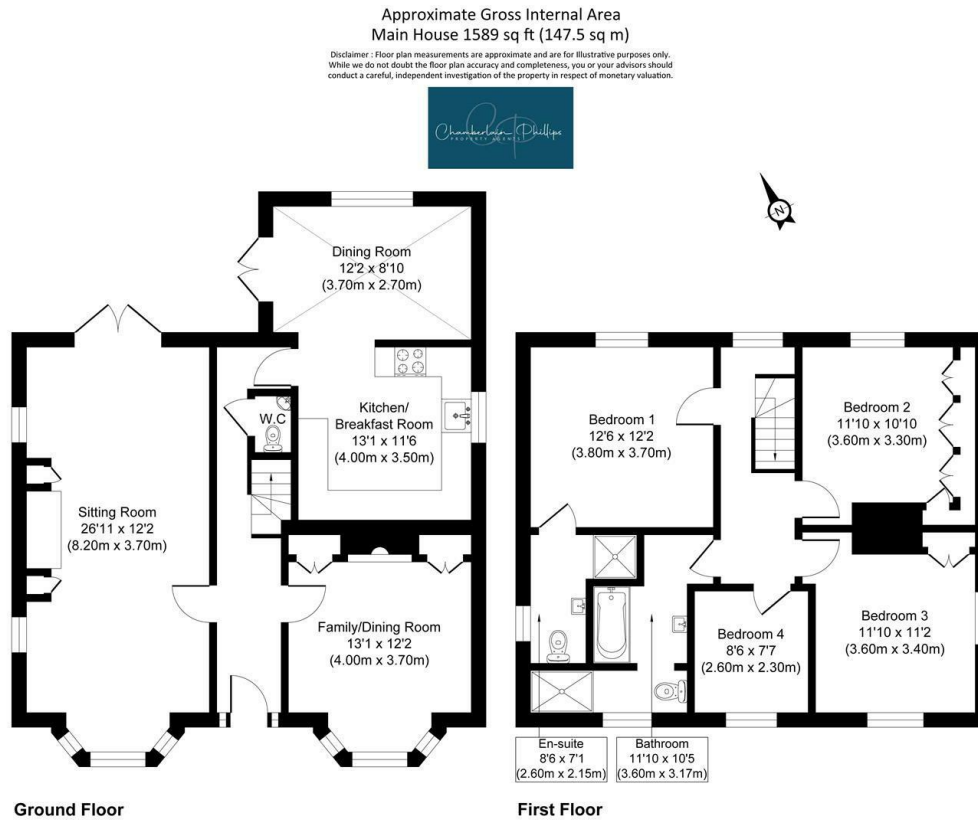 Approximate Gross Internal Area
Main House 1589 sq ft (147.5 sq m)
Disclaimer : Floor plan measurements are approximate and are for Illustrative purposes only.
While we do not doubt the floor plan accuracy and completeness, you or your advisors should
conduct a careful, independent investigation of the property in respect of monetary valuation.
CP
Chamberlain Phillips
PROPERTY AGENTS
N
Dining Room
12'2 x 8'10
(3.70m x 2.70m)
W.C
Kitchen/
Breakfast Room
13'1 x 11'6
(4.00m x 3.50m)
Sitting Room
26'11 x 12'2
(8.20m x 3.70m)
Family/Dining Room
13'1 x 12'2
(4.00m x 3.70m)
Ground Floor
Bedroom 1
12'6 x 12'2
(3.80m x 3.70m)
Bedroom 2
11'10 x 10'10
(3.60m x 3.30m)
Bedroom 3
11'10 x 11'2
(3.60m x 3.40m)
Bedroom 4
8'6 x 7'7
(2.60m x 2.30m)
En-suite
8'6 x 7'1
(2.60m x 2.15m)
Bathroom
11'10 x 10'5
(3.60m x 3.17m)
First Floor